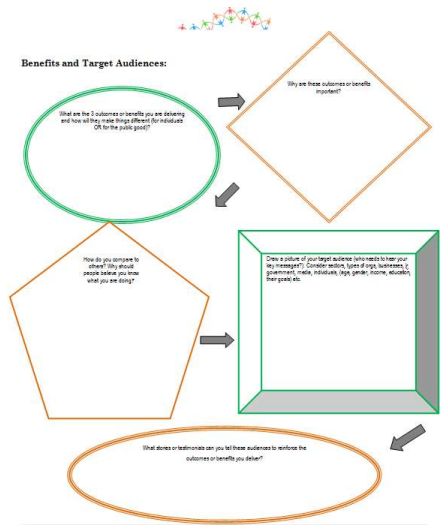 Benefits and Target Audiences:
What are the 3 outcomes or benefits you are delivering
and how will they make things different (for individuals
OR for the public good)?
Why are these outcomes or benefits
important?
How do you compare to
others? Why should
people believe you know
what you are doing?
Draw a picture of your target audience (who needs to hear your
key messages?). Consider sectors, types of orgs, businesses,
government, media, individuals, (age, gender, income, education,
their goals) etc.
What stories or testimonials can you tell these audiences to reinforce the
outcomes or benefits you deliver?